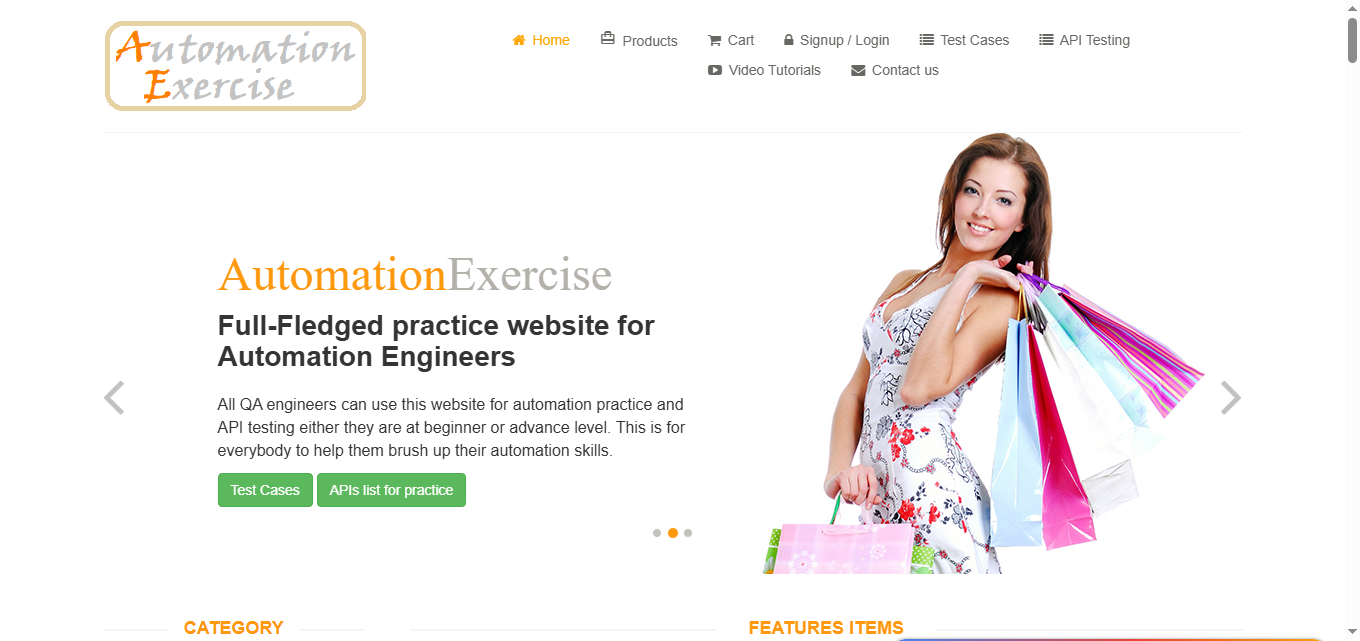 Automation
Exercise
Home Products Cart Signup / Login Test Cases API Testing
Video Tutorials Contact us
AutomationExercise
Full-Fledged practice website for
Automation Engineers
All QA engineers can use this website for automation practice and
API testing either they are at beginner or advance level. This is for
everybody to help them brush up their automation skills.
Test Cases APIs list for practice
CATEGORY FEATURES ITEMS